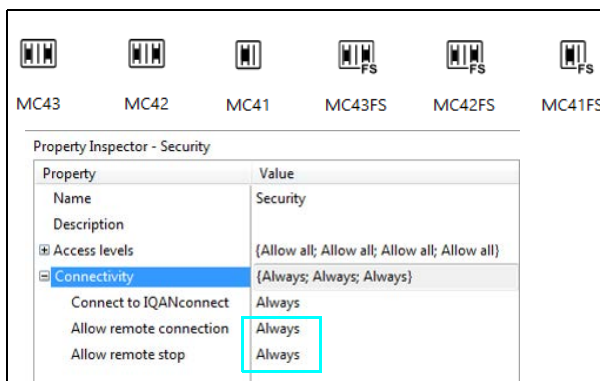 FS FS FS
MC43 MC42 MC41 MC43FS MC42FS MC41FS
Property Inspector - Security
Property Value
Name Security
Description
Access levels {Allow all; Allow all; Allow all; Allow all}
Connectivity {Always; Always; Always}
Connect to IQANconnect Always
Allow remote connection Always
Allow remote stop Always